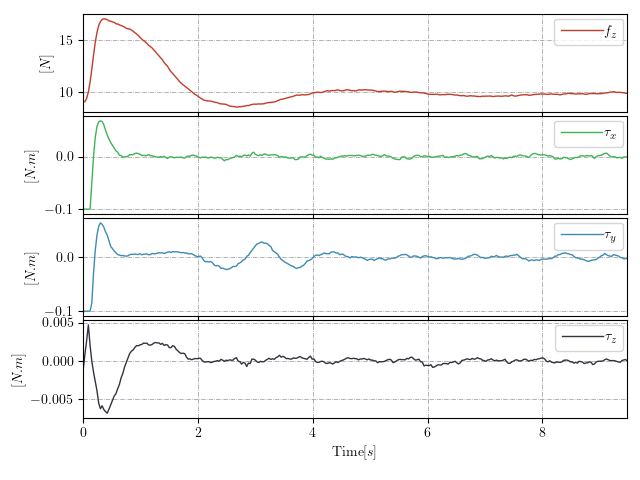 15
10
[N]
f_z
0.0
−0.1
[N.m]
τ_x
0.0
−0.1
[N.m]
τ_y
0.005
0.000
−0.005
[N.m]
τ_z
0 2 4 6 8
Time[s]